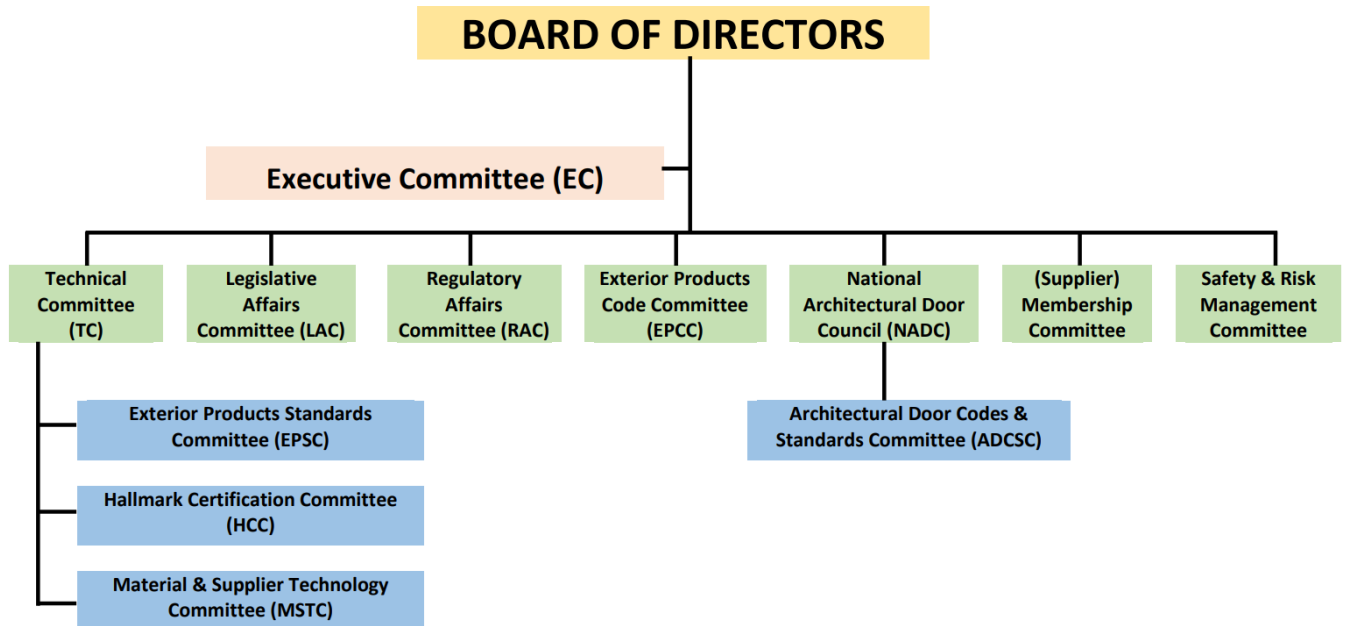 BOARD OF DIRECTORS
Executive Committee (EC)
Technical
Committee
(TC)
Legislative
Affairs
Committee (LAC)
Regulatory
Affairs
Committee (RAC)
Exterior Products
Code Committee
(EPCC)
National
Architectural Door
Council (NADC)
(Supplier)
Membership
Committee
Safety & Risk
Management
Committee
Exterior Products Standards
Committee (EPSC)
Architectural Door Codes &
Standards Committee (ADCSC)
Hallmark Certification Committee
(HCC)
Material & Supplier Technology
Committee (MSTC)